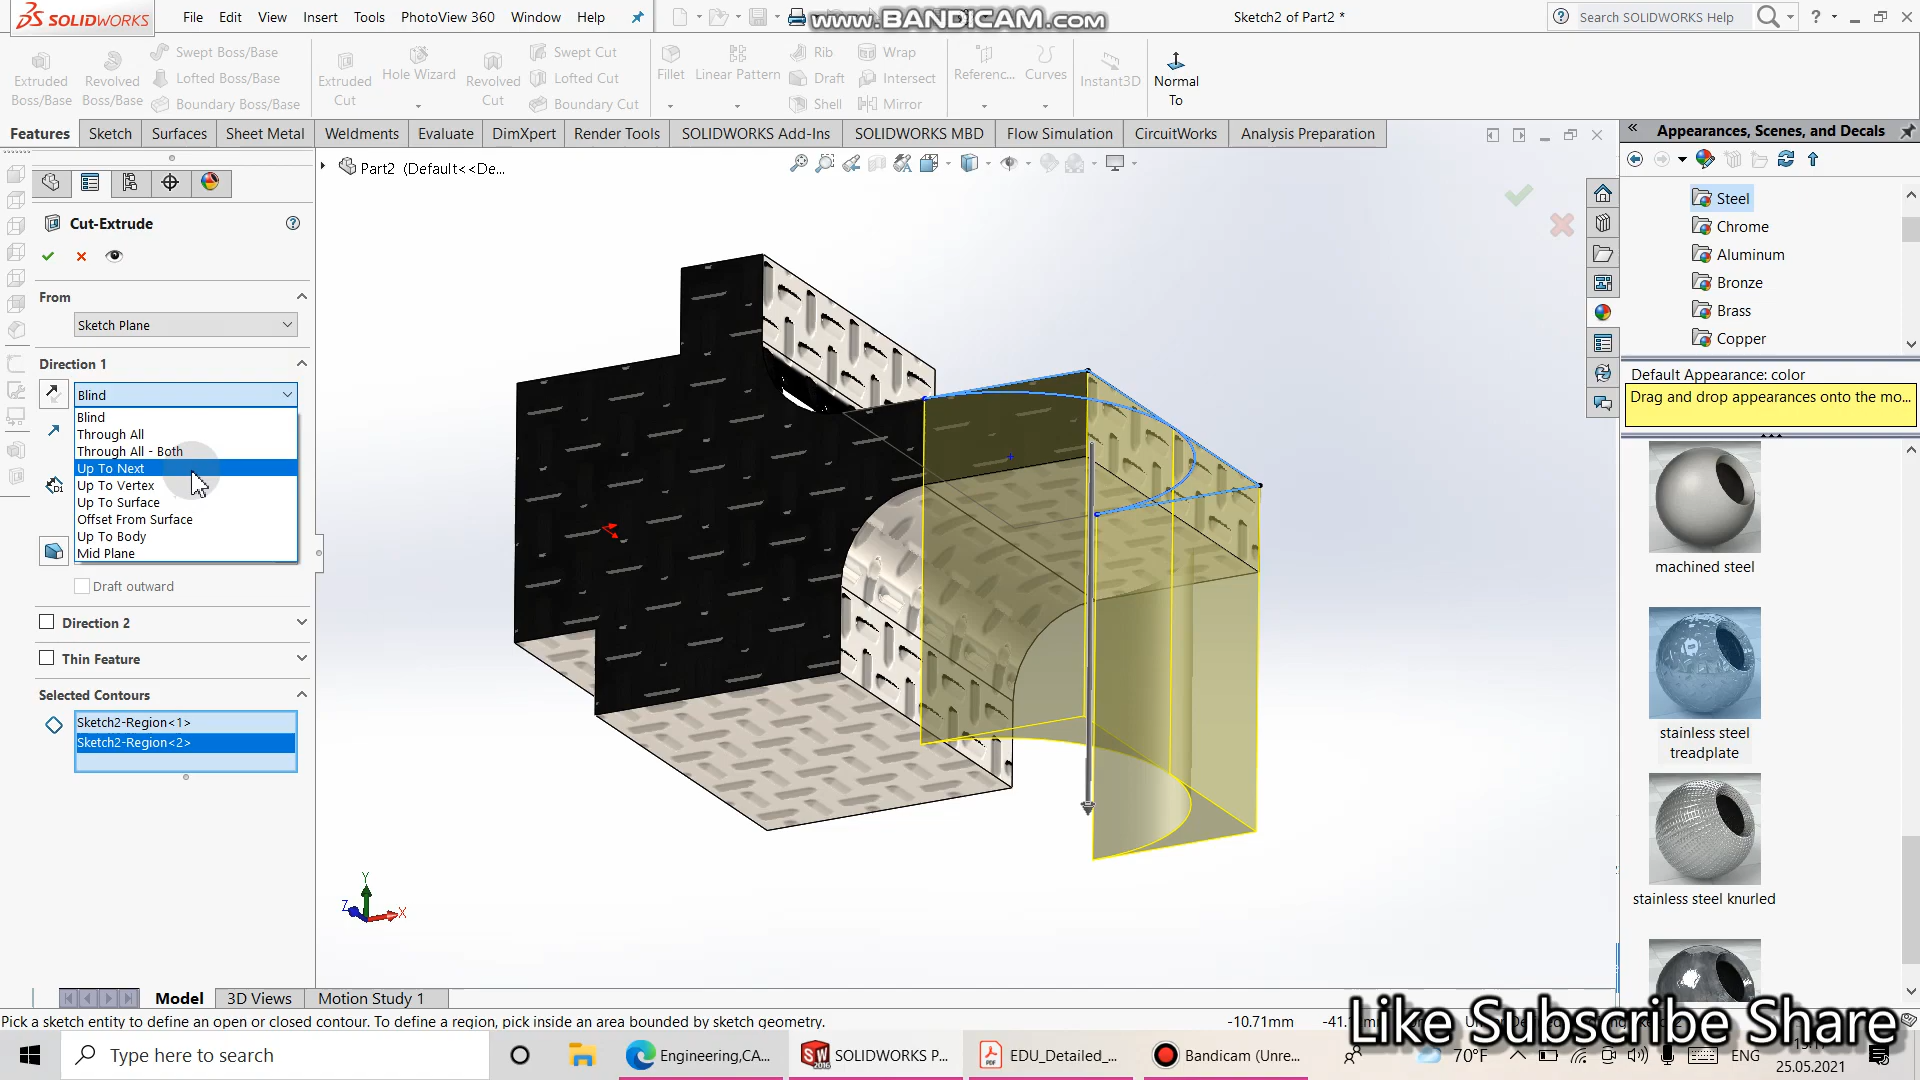 SOLIDWORKS File Edit View Insert Tools PhotoView 360 Window Help
www.BANDICAM.com
Sketch2 of Part2 *
Search SOLIDWORKS Help
Extruded Boss/Base
Revolved Boss/Base
Swept Boss/Base
Lofted Boss/Base
Boundary Boss/Base
Extruded Cut
Hole Wizard
Revolved Cut
Swept Cut
Lofted Cut
Boundary Cut
Fillet
Linear Pattern
Rib
Draft
Shell
Wrap
Intersect
Mirror
Referenc...
Curves
Instant3D
Normal To
Features Sketch Surfaces Sheet Metal Weldments Evaluate DimXpert Render Tools SOLIDWORKS Add-Ins SOLIDWORKS MBD Flow Simulation CircuitWorks Analysis Preparation
Part2 (Default<<De...
Cut-Extrude
From
Sketch Plane
Direction 1
Blind
Blind
Through All
Through All - Both
Up To Next
Up To Vertex
Up To Surface
Offset From Surface
Up To Body
Mid Plane
Draft outward
Direction 2
Thin Feature
Selected Contours
Sketch2-Region<1>
Sketch2-Region<2>
Y
Z
X
Appearances, Scenes, and Decals
Steel
Chrome
Aluminum
Bronze
Brass
Copper
Default Appearance: color
Drag and drop appearances onto the mo...
machined steel
stainless steel
treadplate
stainless steel knurled
Model 3D Views Motion Study 1
Pick a sketch entity to define an open or closed contour. To define a region, pick inside an area bounded by sketch geometry.
-10.71mm
Like Subscribe Share
Type here to search
Engineering,CA...
SOLIDWORKS P...
EDU_Detailed_...
Bandicam (Unre...
70°F
ENG
25.05.2021